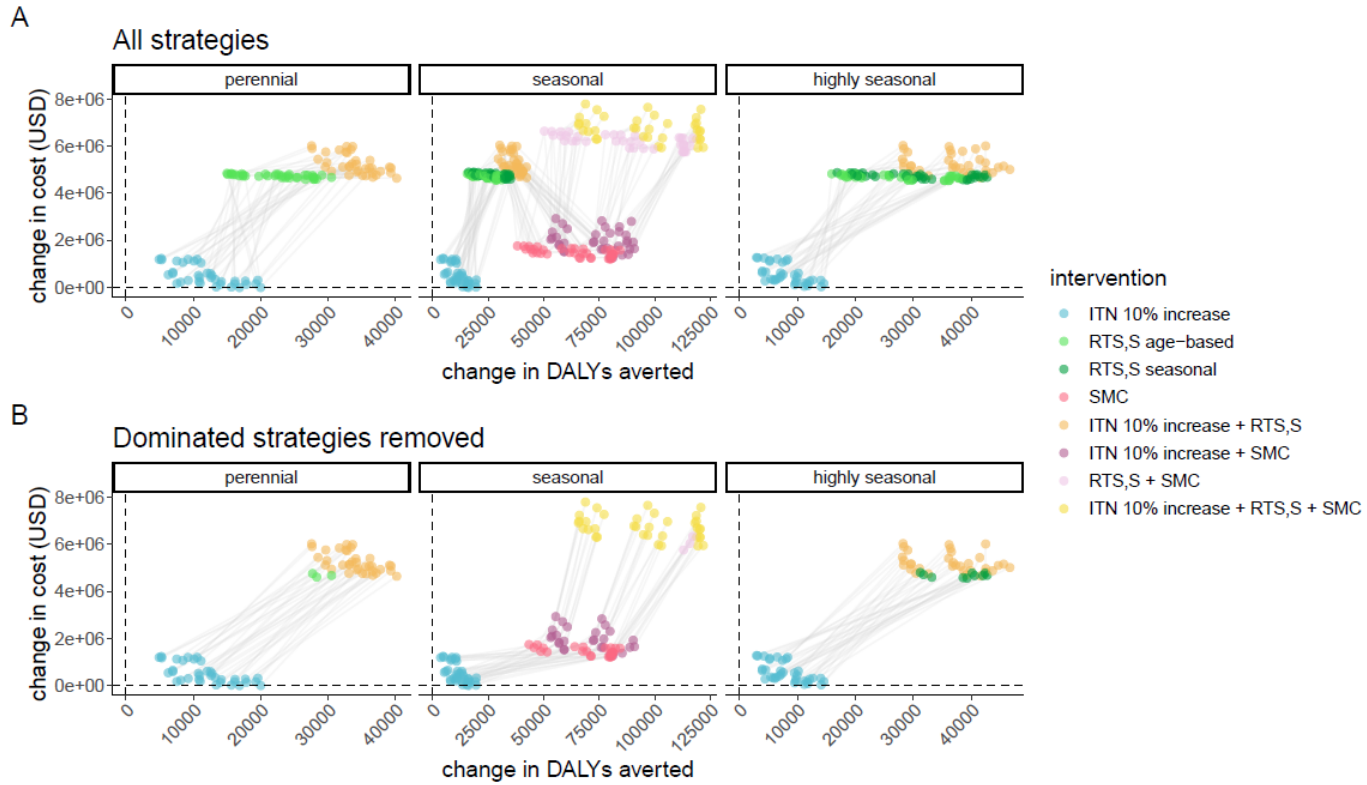 A
All strategies
perennial
seasonal
highly seasonal
change in cost (USD)
8e+06
6e+06
4e+06
2e+06
0e+00
0
10000
20000
30000
40000
0
25000
50000
75000
100000
125000
0
10000
20000
30000
40000
change in DALYs averted
B
Dominated strategies removed
perennial
seasonal
highly seasonal
change in cost (USD)
8e+06
6e+06
4e+06
2e+06
0e+00
0
10000
20000
30000
40000
0
25000
50000
75000
100000
125000
0
10000
20000
30000
40000
change in DALYs averted
intervention
ITN 10% increase
RTS,S age−based
RTS,S seasonal
SMC
ITN 10% increase + RTS,S
ITN 10% increase + SMC
RTS,S + SMC
ITN 10% increase + RTS,S + SMC